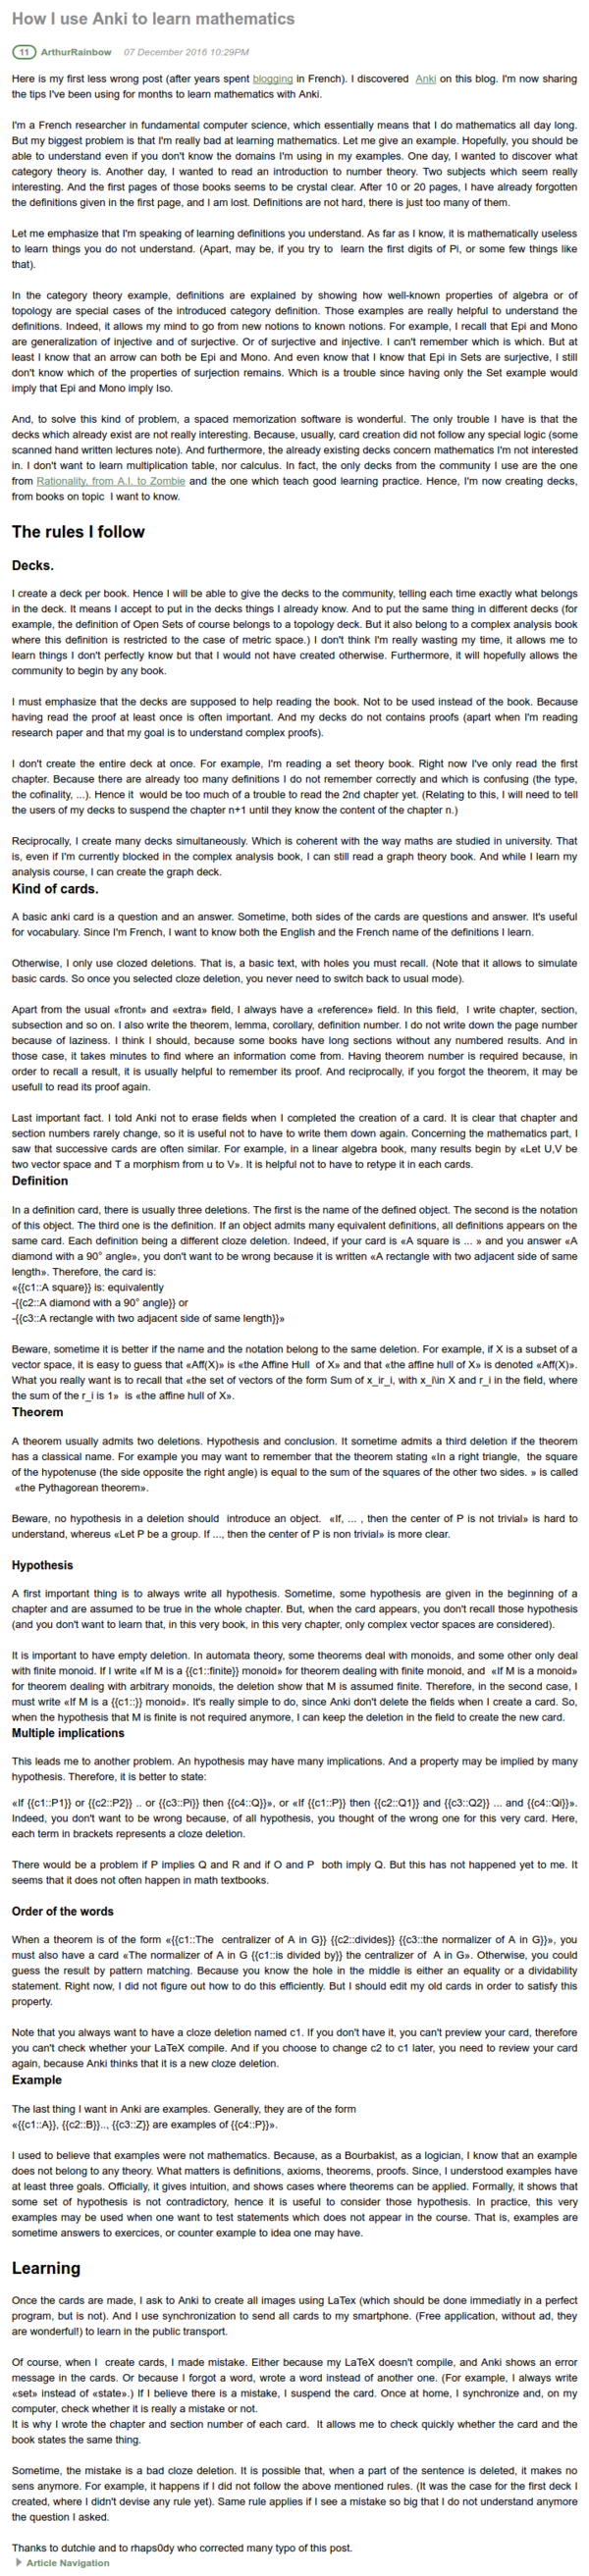 How I use Anki to learn mathematics
11 ArthurRainbow 07 December 2016 10:29PM
Here is my first less wrong post (after years spent blogging in French). I discovered Anki on this blog. I'm now sharing
the tips I've been using for months to learn mathematics with Anki.
I'm a French researcher in fundamental computer science, which essentially means that I do mathematics all day long.
But my biggest problem is that I'm really bad at learning mathematics. Let me give an example. Hopefully, you should be
able to understand even if you don't know the domains I'm using in my examples. One day, I wanted to discover what
category theory is. Another day, I wanted to read an introduction to number theory. Two subjects which seem really
interesting. And the first pages of those books seems to be crystal clear. After 10 or 20 pages, I have already forgotten
the definitions given in the first page, and I am lost. Definitions are not hard, there is just too many of them.
Let me emphasize that I'm speaking of learning definitions you understand. As far as I know, it is mathematically useless
to learn things you do not understand. (Apart, may be, if you try to learn the first digits of Pi, or some few things like
that).
In the category theory example, definitions are explained by showing how well-known properties of algebra or of
topology are special cases of the introduced category definition. Those examples are really helpful to understand the
definitions. Indeed, it allows my mind to go from new notions to known notions. For example, I recall that Epi and Mono
are generalization of injective and of surjective. Or of surjective and injective. I can't remember which is which. But at
least I know that an arrow can both be Epi and Mono. And even know that I know that Epi in Sets are surjective, I still
don't know which of the properties of surjection remains. Which is a trouble since having only the Set example would
imply that Epi and Mono imply Iso.
And, to solve this kind of problem, a spaced memorization software is wonderful. The only trouble I have is that the
decks which already exist are not really interesting. Because, usually, card creation did not follow any special logic (some
scanned hand written lectures note). And furthermore, the already existing decks concern mathematics I'm not interested
in. I don't want to learn multiplication table, nor calculus. In fact, the only decks from the community I use are the one
from Rationality, from A.I. to Zombie and the one which teach good learning practice. Hence, I'm now creating decks,
from books on topic I want to know.
The rules I follow
Decks.
I create a deck per book. Hence I will be able to give the decks to the community, telling each time exactly what belongs
in the deck. It means I accept to put in the decks things I already know. And to put the same thing in different decks (for
example, the definition of Open Sets of course belongs to a topology deck. But it also belong to a complex analysis book
where this definition is restricted to the case of metric space.) I don't think I'm really wasting my time, it allows me to
learn things I don't perfectly know but that I would not have created otherwise. Furthermore, it will hopefully allows the
community to begin by any book.
I must emphasize that the decks are supposed to help reading the book. Not to be used instead of the book. Because
having read the proof at least once is often important. And my decks do not contains proofs (apart when I'm reading
research paper and that my goal is to understand complex proofs).
I don't create the entire deck at once. For example, I'm reading a set theory book. Right now I've only read the first
chapter. Because there are already too many definitions I do not remember correctly and which is confusing (the type,
the cofinality, ...). Hence it would be too much of a trouble to read the 2nd chapter yet. (Relating to this, I will need to tell
the users of my decks to suspend the chapter n+1 until they know the content of the chapter n.)
Reciprocally, I create many decks simultaneously. Which is coherent with the way maths are studied in university. That
is, even if I'm currently blocked in the complex analysis book, I can still read a graph theory book. And while I learn my
analysis course, I can create the graph deck.
Kind of cards.
A basic anki card is a question and an answer. Sometime, both sides of the cards are questions and answer. It's useful
for vocabulary. Since I'm French, I want to know both the English and the French name of the definitions I learn.
Otherwise, I only use clozed deletions. That is, a basic text, with holes you must recall. (Note that it allows to simulate
basic cards. So once you selected cloze deletion, you never need to switch back to usual mode).
Apart from the usual «front» and «extra» field, I always have a «reference» field. In this field, I write chapter, section,
subsection and so on. I also write the theorem, lemma, corollary, definition number. I do not write down the page number
because of laziness. I think I should, because some books have long sections without any numbered results. And in
those case, it takes minutes to find where an information come from. Having theorem number is required because, in
order to recall a result, it is usually helpful to remember its proof. And reciprocally, if you forgot the theorem, it may be
usefull to read its proof again.
Last important fact. I told Anki not to erase fields when I completed the creation of a card. It is clear that chapter and
section numbers rarely change, so it is useful not to have to write them down again. Concerning the mathematics part, I
saw that successive cards are often similar. For example, in a linear algebra book, many results begin by «Let U,V be
two vector space and T a morphism from u to V». It is helpful not to have to retype it in each cards.
Definition
In a definition card, there is usually three deletions. The first is the name of the defined object. The second is the notation
of this object. The third one is the definition. If an object admits many equivalent definitions, all definitions appears on the
same card. Each definition being a different cloze deletion. Indeed, if your card is «A square is ... » and you answer «A
diamond with a 90° angle», you don't want to be wrong because it is written «A rectangle with two adjacent side of same
length». Therefore, the card is:
«{{c1::A square}} is: equivalently
-{{c2::A diamond with a 90° angle}} or
-{{c3::A rectangle with two adjacent side of same length}}»
Beware, sometime it is better if the name and the notation belong to the same deletion. For example, if X is a subset of a
vector space, it is easy to guess that «Aff(X)» is «the Affine Hull of X» and that «the affine hull of X» is denoted «Aff(X)».
What you really want is to recall that «the set of vectors of the form Sum of x_ir_i, with x_i\in X and r_i in the field, where
the sum of the r_i is 1» is «the affine hull of X».
Theorem
A theorem usually admits two deletions. Hypothesis and conclusion. It sometime admits a third deletion if the theorem
has a classical name. For example you may want to remember that the theorem stating «In a right triangle, the square
of the hypotenuse (the side opposite the right angle) is equal to the sum of the squares of the other two sides. » is called
«the Pythagorean theorem».
Beware, no hypothesis in a deletion should introduce an object. «If, ... , then the center of P is not trivial» is hard to
understand, whereus «Let P be a group. If ..., then the center of P is non trivial» is more clear.
Hypothesis
A first important thing is to always write all hypothesis. Sometime, some hypothesis are given in the beginning of a
chapter and are assumed to be true in the whole chapter. But, when the card appears, you don't recall those hypothesis
(and you don't want to learn that, in this very book, in this very chapter, only complex vector spaces are considered).
It is important to have empty deletion. In automata theory, some theorems deal with monoids, and some other only deal
with finite monoid. If I write «If M is a {{c1::finite}} monoid» for theorem dealing with finite monoid, and «If M is a monoid»
for theorem dealing with arbitrary monoids, the deletion show that M is assumed finite. Therefore, in the second case, I
must write «If M is a {{c1::}} monoid». It's really simple to do, since Anki don't delete the fields when I create a card. So,
when the hypothesis that M is finite is not required anymore, I can keep the deletion in the field to create the new card.
Multiple implications
This leads me to another problem. An hypothesis may have many implications. And a property may be implied by many
hypothesis. Therefore, it is better to state:
«If {{c1::P1}} or {{c2::P2}} .. or {{c3::Pi}} then {{c4::Q}}», or «If {{c1::P}} then {{c2::Q1}} and {{c3::Q2}} ... and {{c4::Qi}}».
Indeed, you don't want to be wrong because, of all hypothesis, you thought of the wrong one for this very card. Here,
each term in brackets represents a cloze deletion.
There would be a problem if P implies Q and R and if O and P both imply Q. But this has not happened yet to me. It
seems that it does not often happen in math textbooks.
Order of the words
When a theorem is of the form «{{c1::The centralizer of A in G}} {{c2::divides}} {{c3::the normalizer of A in G}}», you
must also have a card «The normalizer of A in G {{c1::is divided by}} the centralizer of A in G». Otherwise, you could
guess the result by pattern matching. Because you know the hole in the middle is either an equality or a dividability
statement. Right now, I did not figure out how to do this efficiently. But I should edit my old cards in order to satisfy this
property.
Note that you always want to have a cloze deletion named c1. If you don't have it, you can't preview your card, therefore
you can't check whether your LaTeX compile. And if you choose to change c2 to c1 later, you need to review your card
again, because Anki thinks that it is a new cloze deletion.
Example
The last thing I want in Anki are examples. Generally, they are of the form
«{{c1::A}}, {{c2::B}}.., {{c3::Z}} are examples of {{c4::P}}».
I used to believe that examples were not mathematics. Because, as a Bourbakist, as a logician, I know that an example
does not belong to any theory. What matters is definitions, axioms, theorems, proofs. Since, I understood examples have
at least three goals. Officially, it gives intuition, and shows cases where theorems can be applied. Formally, it shows that
some set of hypothesis is not contradictory, hence it is useful to consider those hypothesis. In practice, this very
examples may be used when one want to test statements which does not appear in the course. That is, examples are
sometime answers to exercices, or counter example to idea one may have.
Learning
Once the cards are made, I ask to Anki to create all images using LaTex (which should be done immediatly in a perfect
program, but is not). And I use synchronization to send all cards to my smartphone. (Free application, without ad, they
are wonderful!) to learn in the public transport.
Of course, when I create cards, I made mistake. Either because my LaTeX doesn't compile, and Anki shows an error
message in the cards. Or because I forgot a word, wrote a word instead of another one. (For example, I always write
«set» instead of «state».) If I believe there is a mistake, I suspend the card. Once at home, I synchronize and, on my
computer, check whether it is really a mistake or not.
It is why I wrote the chapter and section number of each card. It allows me to check quickly whether the card and the
book states the same thing.
Sometime, the mistake is a bad cloze deletion. It is possible that, when a part of the sentence is deleted, it makes no
sens anymore. For example, it happens if I did not follow the above mentioned rules. (It was the case for the first deck I
created, where I didn't devise any rule yet). Same rule applies if I see a mistake so big that I do not understand anymore
the question I asked.
Thanks to dutchie and to rhaps0dy who corrected many typo of this post.
Article Navigation